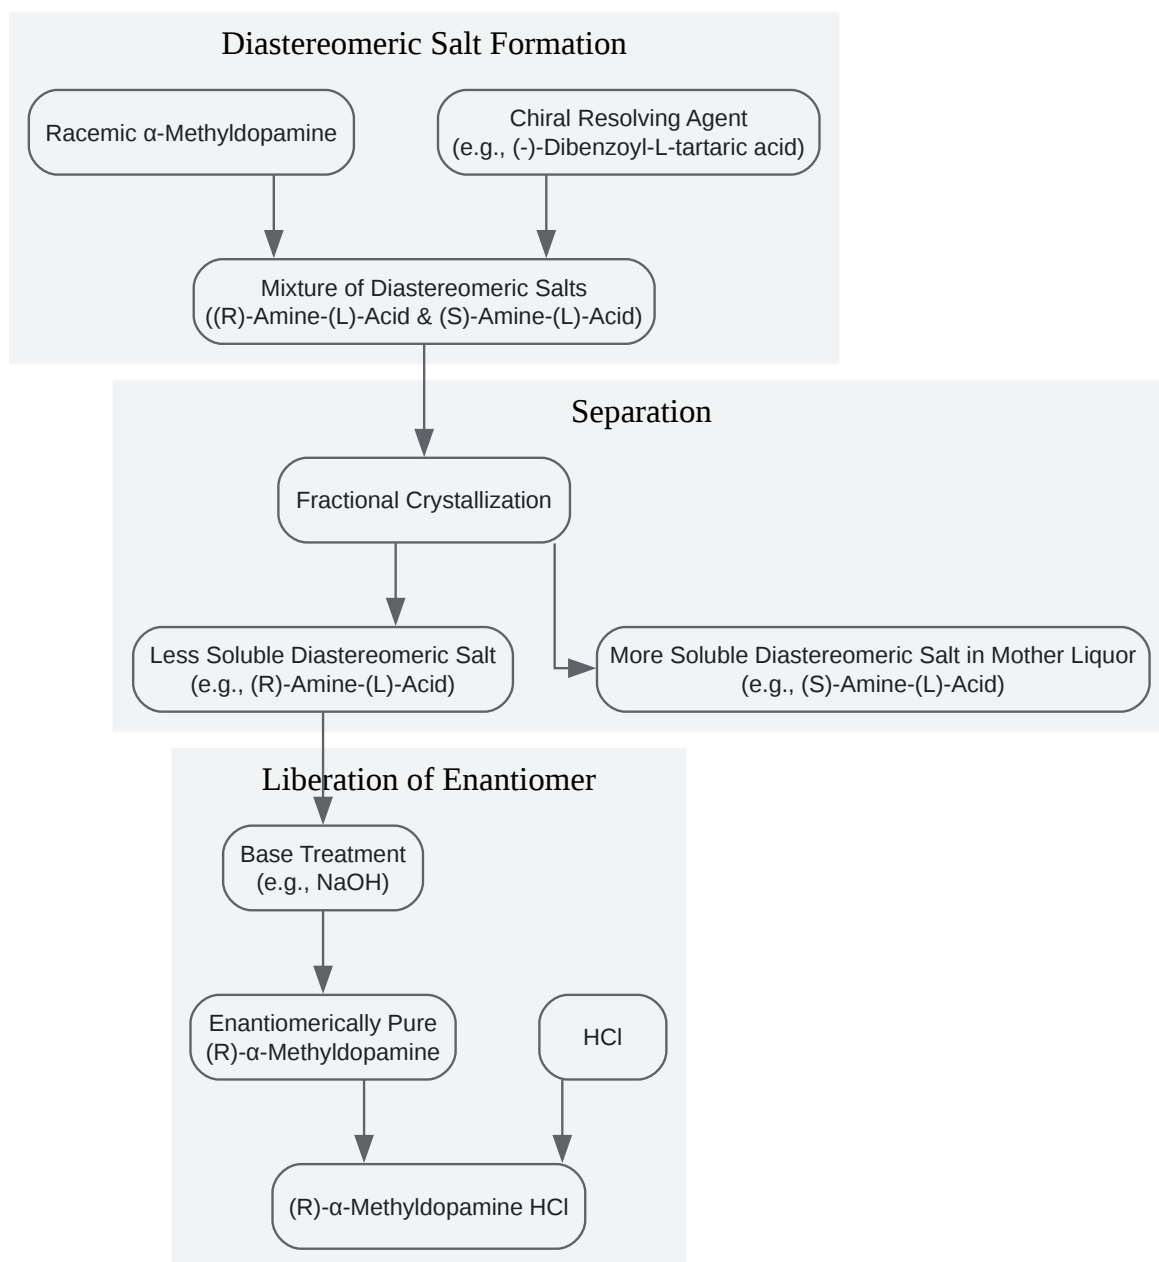 Diastereomeric Salt Formation
Racemic α-Methyldopamine
Chiral Resolving Agent
(e.g., (-)-Dibenzoyl-L-tartaric acid)
Mixture of Diastereomeric Salts
((R)-Amine-(L)-Acid & (S)-Amine-(L)-Acid)
Separation
Fractional Crystallization
Less Soluble Diastereomeric Salt
(e.g., (R)-Amine-(L)-Acid)
More Soluble Diastereomeric Salt in Mother Liquor
(e.g., (S)-Amine-(L)-Acid)
Liberation of Enantiomer
Base Treatment
(e.g., NaOH)
Enantiomerically Pure
(R)-α-Methyldopamine
HCl
(R)-α-Methyldopamine HCl